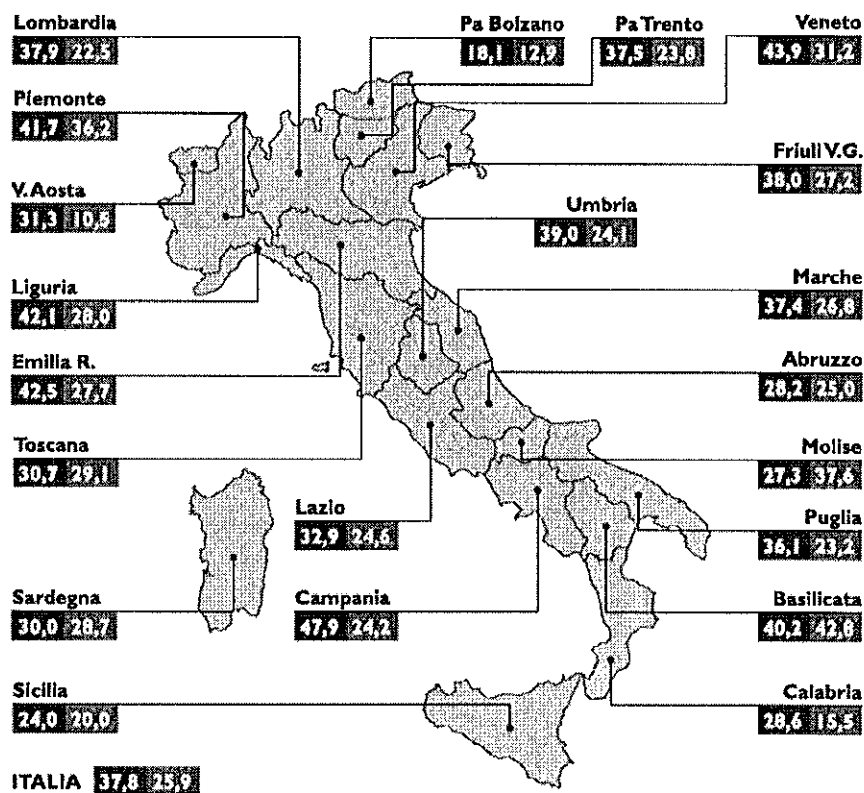 Lombardia
37,9 22,5
Pa Bolzano
18,1 12,9
Pa Trento
37,5 23,8
Veneto
43,9 31,2
Piemonte
41,7 36,2
Friuli V.G.
38,0 27,2
V. Aosta
31,3 10,5
Umbria
39,0 24,1
Liguria
42,1 28,0
Marche
37,4 26,8
Emilia R.
42,5 27,7
Abruzzo
28,2 25,0
Toscana
30,7 29,1
Molise
27,3 37,6
Lazio
32,9 24,6
Puglia
36,1 23,2
Sardegna
30,0 28,7
Campania
47,9 24,2
Basilicata
40,2 42,8
Sicilia
24,0 20,0
Calabria
28,6 15,5
ITALIA 37,8 25,9